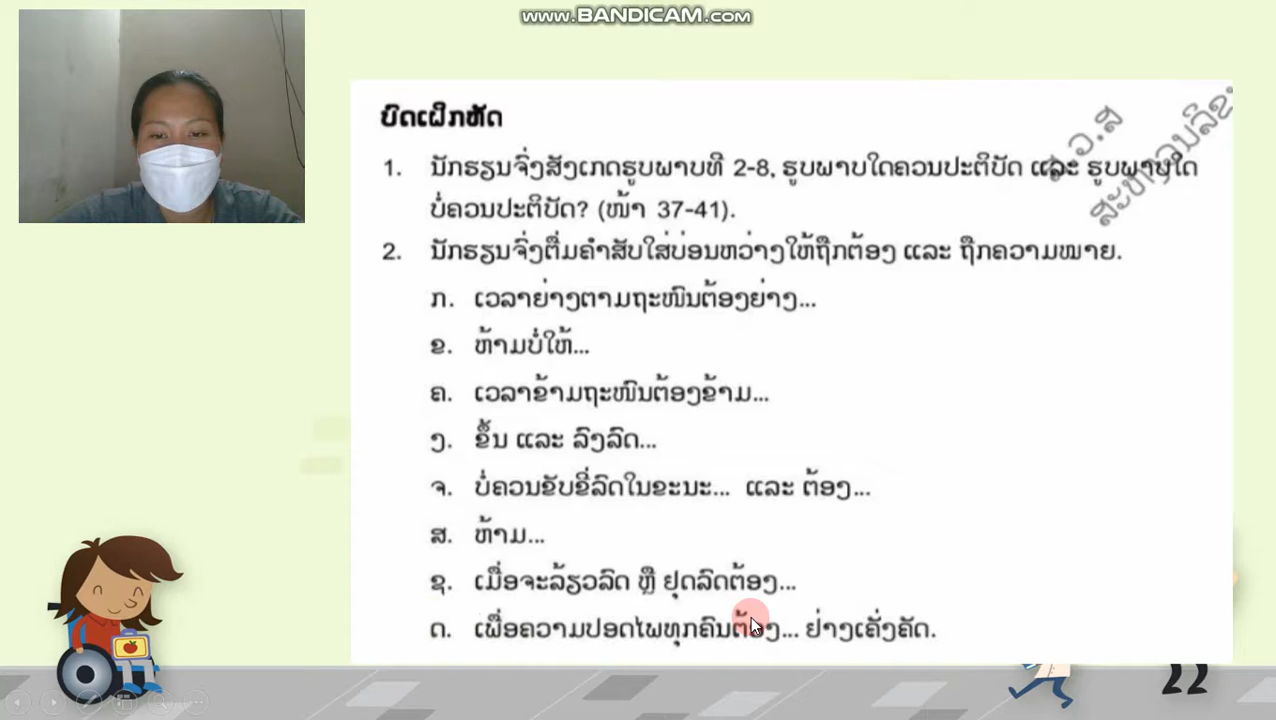 www.BANDICAM.com
ບົດເຝິກຫັດ
ສ.ວ.ສ
1. ນັກຮຽນຈົ່ງສັງເກດຮູບພາບທີ 2-8, ຮູບພາບໃດຄວນປະຕິບັດ ແລະ ຮູບພາບໃດ
ບໍ່ຄວນປະຕິບັດ? (ໜ້າ 37-41).
2. ນັກຮຽນຈົ່ງຕື່ມຄຳສັບໃສ່ບ່ອນຫວ່າງໃຫ້ຖືກຕ້ອງ ແລະ ຖືກຄວາມໝາຍ.
ກ. ເວລາຍ່າງຕາມຖະໜົນຕ້ອງຍ່າງ...
ຂ. ຫ້າມບໍ່ໃຫ້...
ຄ. ເວລາຂ້າມຖະໜົນຕ້ອງຂ້າມ...
ງ. ຂຶ້ນ ແລະ ລົງລົດ...
ຈ. ບໍ່ຄວນຂັບຂີ່ລົດໃນຂະນະ... ແລະ ຕ້ອງ...
ສ. ຫ້າມ...
ຊ. ເມື່ອຈະລ້ຽວລົດ ຫຼື ຢຸດລົດຕ້ອງ...
ດ. ເພື່ອຄວາມປອດໄພທຸກຄົນຕ້ອງ... ຢ່າງເຄັ່ງຄັດ.